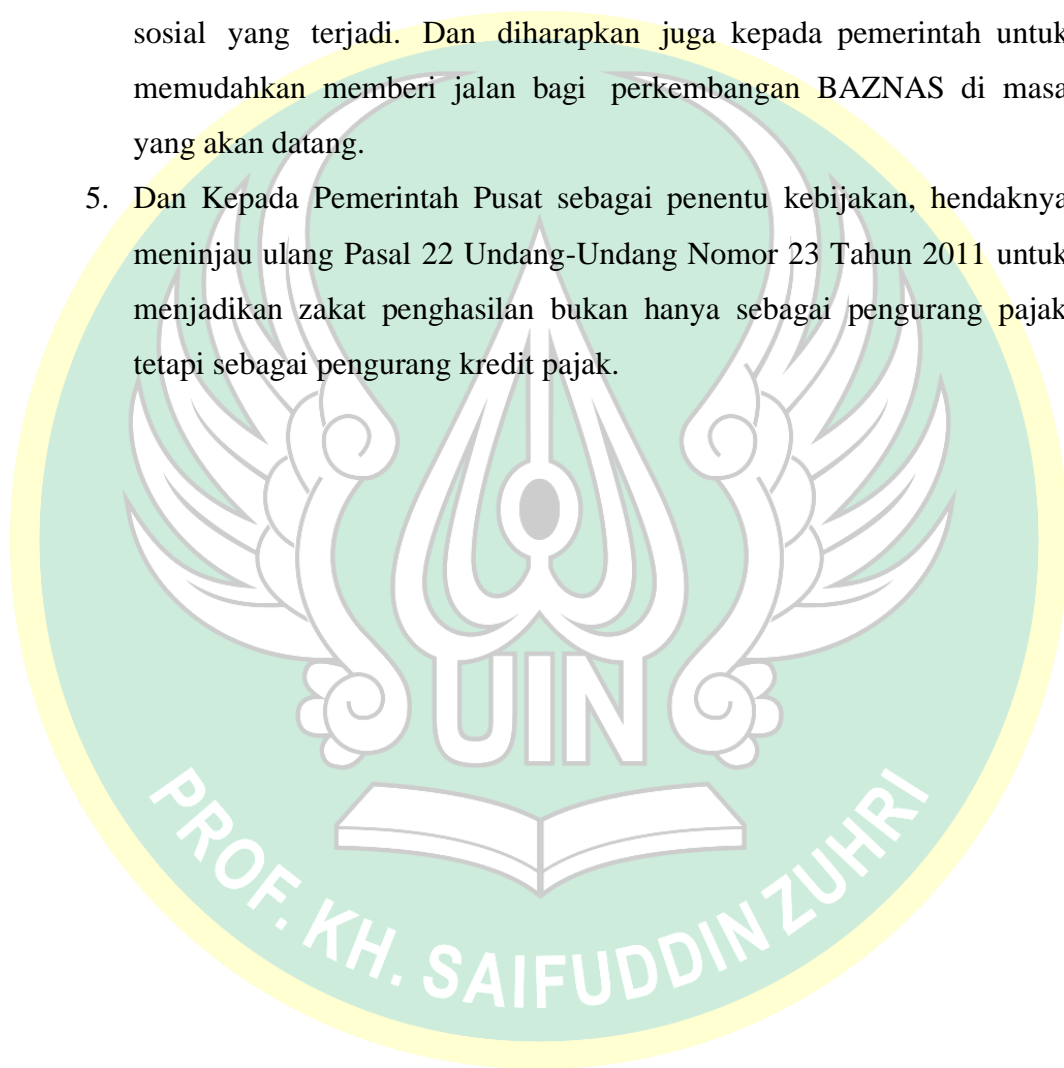 sosial yang terjadi. Dan diharapkan juga kepada pemerintah untuk
memudahkan memberi jalan bagi perkembangan BAZNAS di masa
yang akan datang.
5. Dan Kepada Pemerintah Pusat sebagai penentu kebijakan, hendaknya
meninjau ulang Pasal 22 Undang-Undang Nomor 23 Tahun 2011 untuk
menjadikan zakat penghasilan bukan hanya sebagai pengurang pajak
tetapi sebagai pengurang kredit pajak.
UIN
PROF. KH. SAIFUDDIN ZUHRI